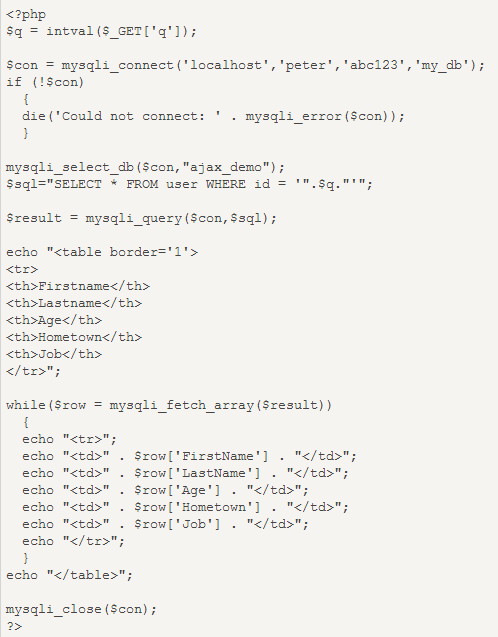 <?php
$q = intval($_GET['q']);
$con = mysqli_connect('localhost','peter','abc123','my_db');
if (!$con)
{
die('Could not connect: ' . mysqli_error($con));
}
mysqli_select_db($con,"ajax_demo");
$sql="SELECT * FROM user WHERE id = '".$q."'";
$result = mysqli_query($con,$sql);
echo "<table border='1'>
<tr>
<th>Firstname</th>
<th>Lastname</th>
<th>Age</th>
<th>Hometown</th>
<th>Job</th>
</tr>";
while($row = mysqli_fetch_array($result))
{
echo "<tr>";
echo "<td>" . $row['FirstName'] . "</td>";
echo "<td>" . $row['LastName'] . "</td>";
echo "<td>" . $row['Age'] . "</td>";
echo "<td>" . $row['Hometown'] . "</td>";
echo "<td>" . $row['Job'] . "</td>";
echo "</tr>";
}
echo "</table>";
mysqli_close($con);
?>